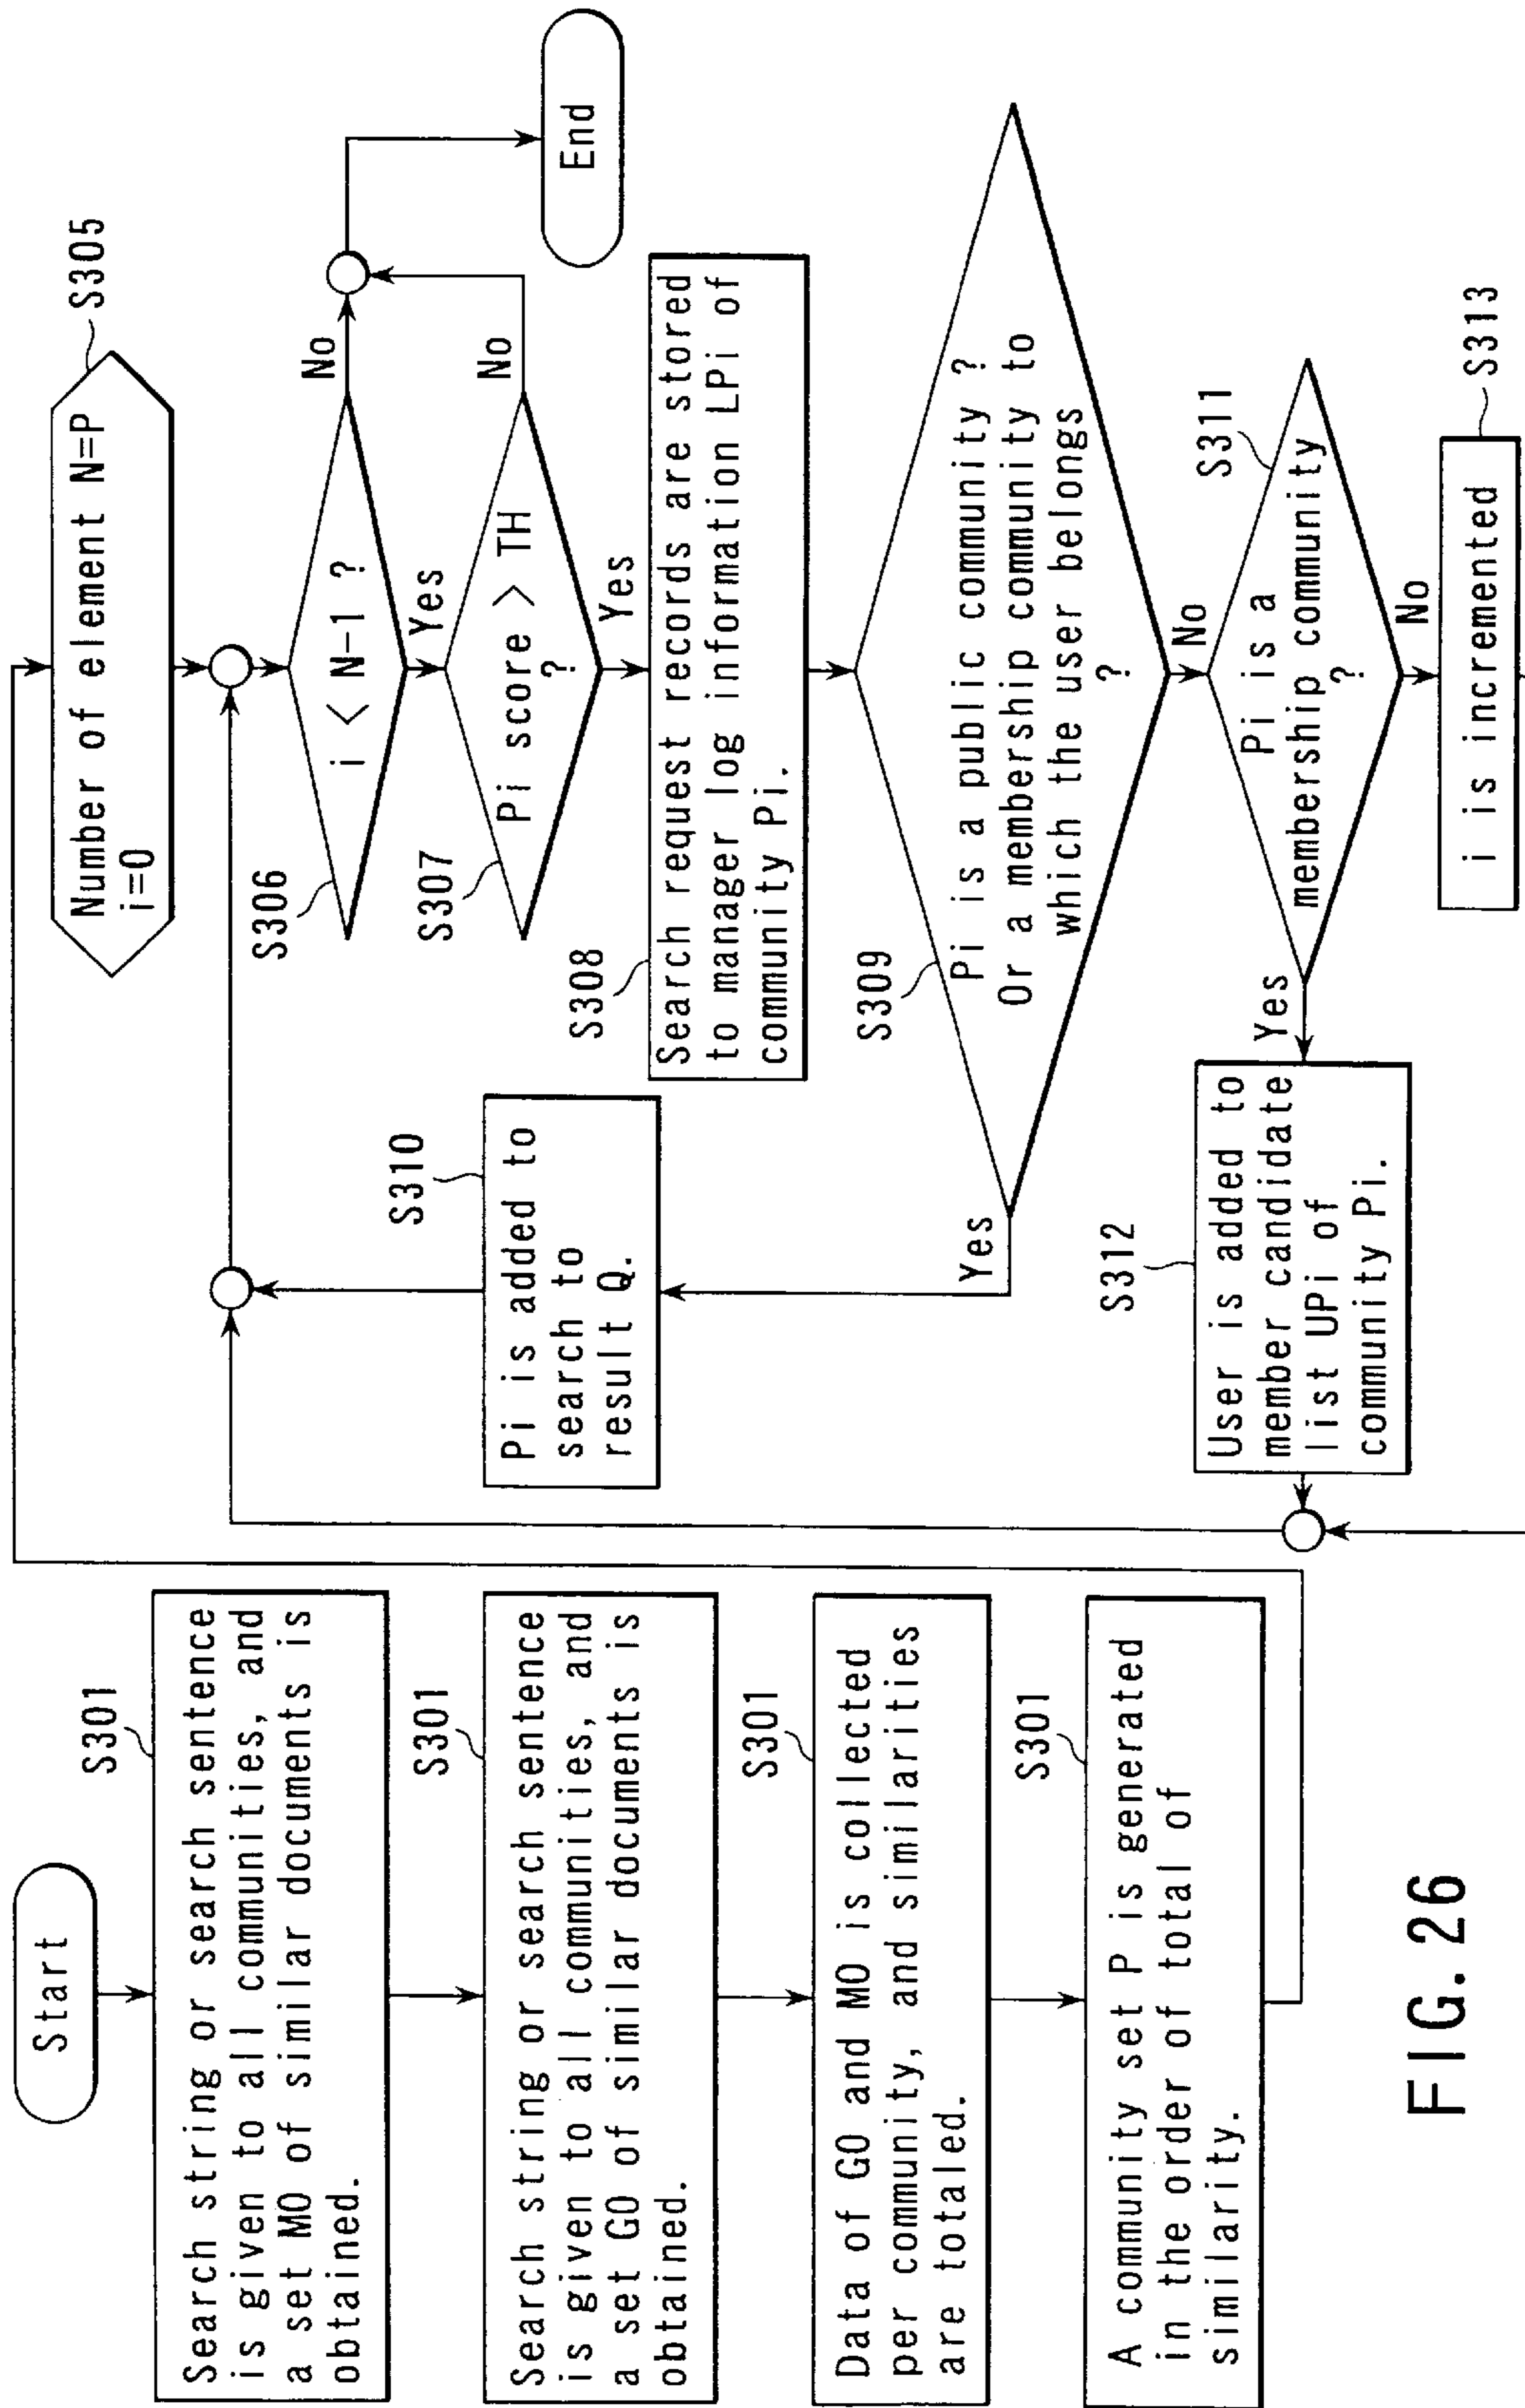 Start
S301
Search string or search sentence
is given to all communities, and
a set MO of similar documents is
obtained.
S301
Search string or search sentence
is given to all communities, and
a set GO of similar documents is
obtained.
S301
Data of GO and MO is collected
per community, and similarities
are totaled.
S301
A community set P is generated
in the order of total of
similarity.
S305
Number of element N=P
i=0
S306
i < N-1 ?
No
Yes
End
S307
Pi score > TH
?
No
Yes
S308
Search request records are stored
to manager log information LPi of
community Pi.
S309
Pi is a public community ?
Or a membership community to
which the user belongs
?
Yes
No
S310
Pi is added to
search to
result Q.
S311
Pi is a
membership community
?
Yes
No
S312
User is added to
member candidate
list UPi of
community Pi.
S313
i is incremented
FIG. 26